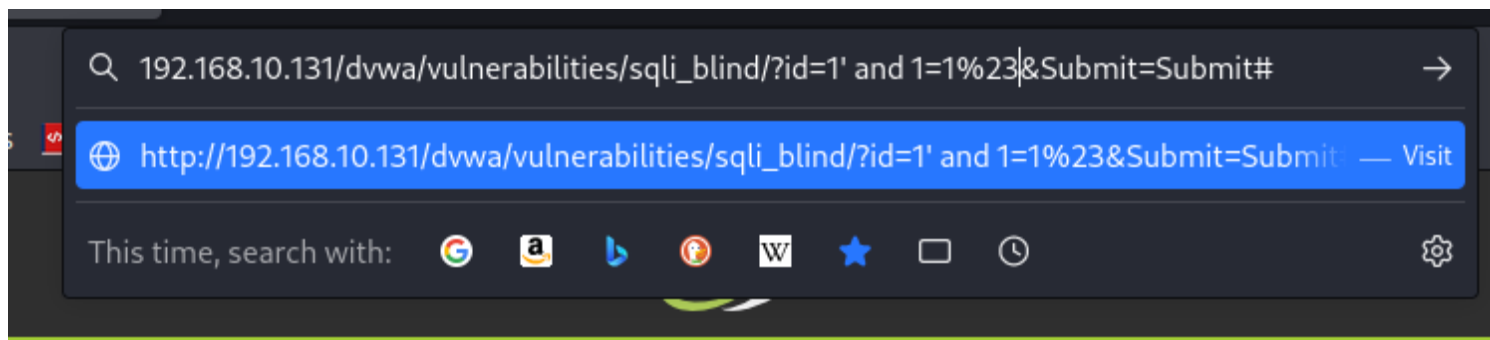 192.168.10.131/dvwa/vulnerabilities/sqli_blind/?id=1' and 1=1%23&Submit=Submit#
http://192.168.10.131/dvwa/vulnerabilities/sqli_blind/?id=1' and 1=1%23&Submit=Submit — Visit
This time, search with: